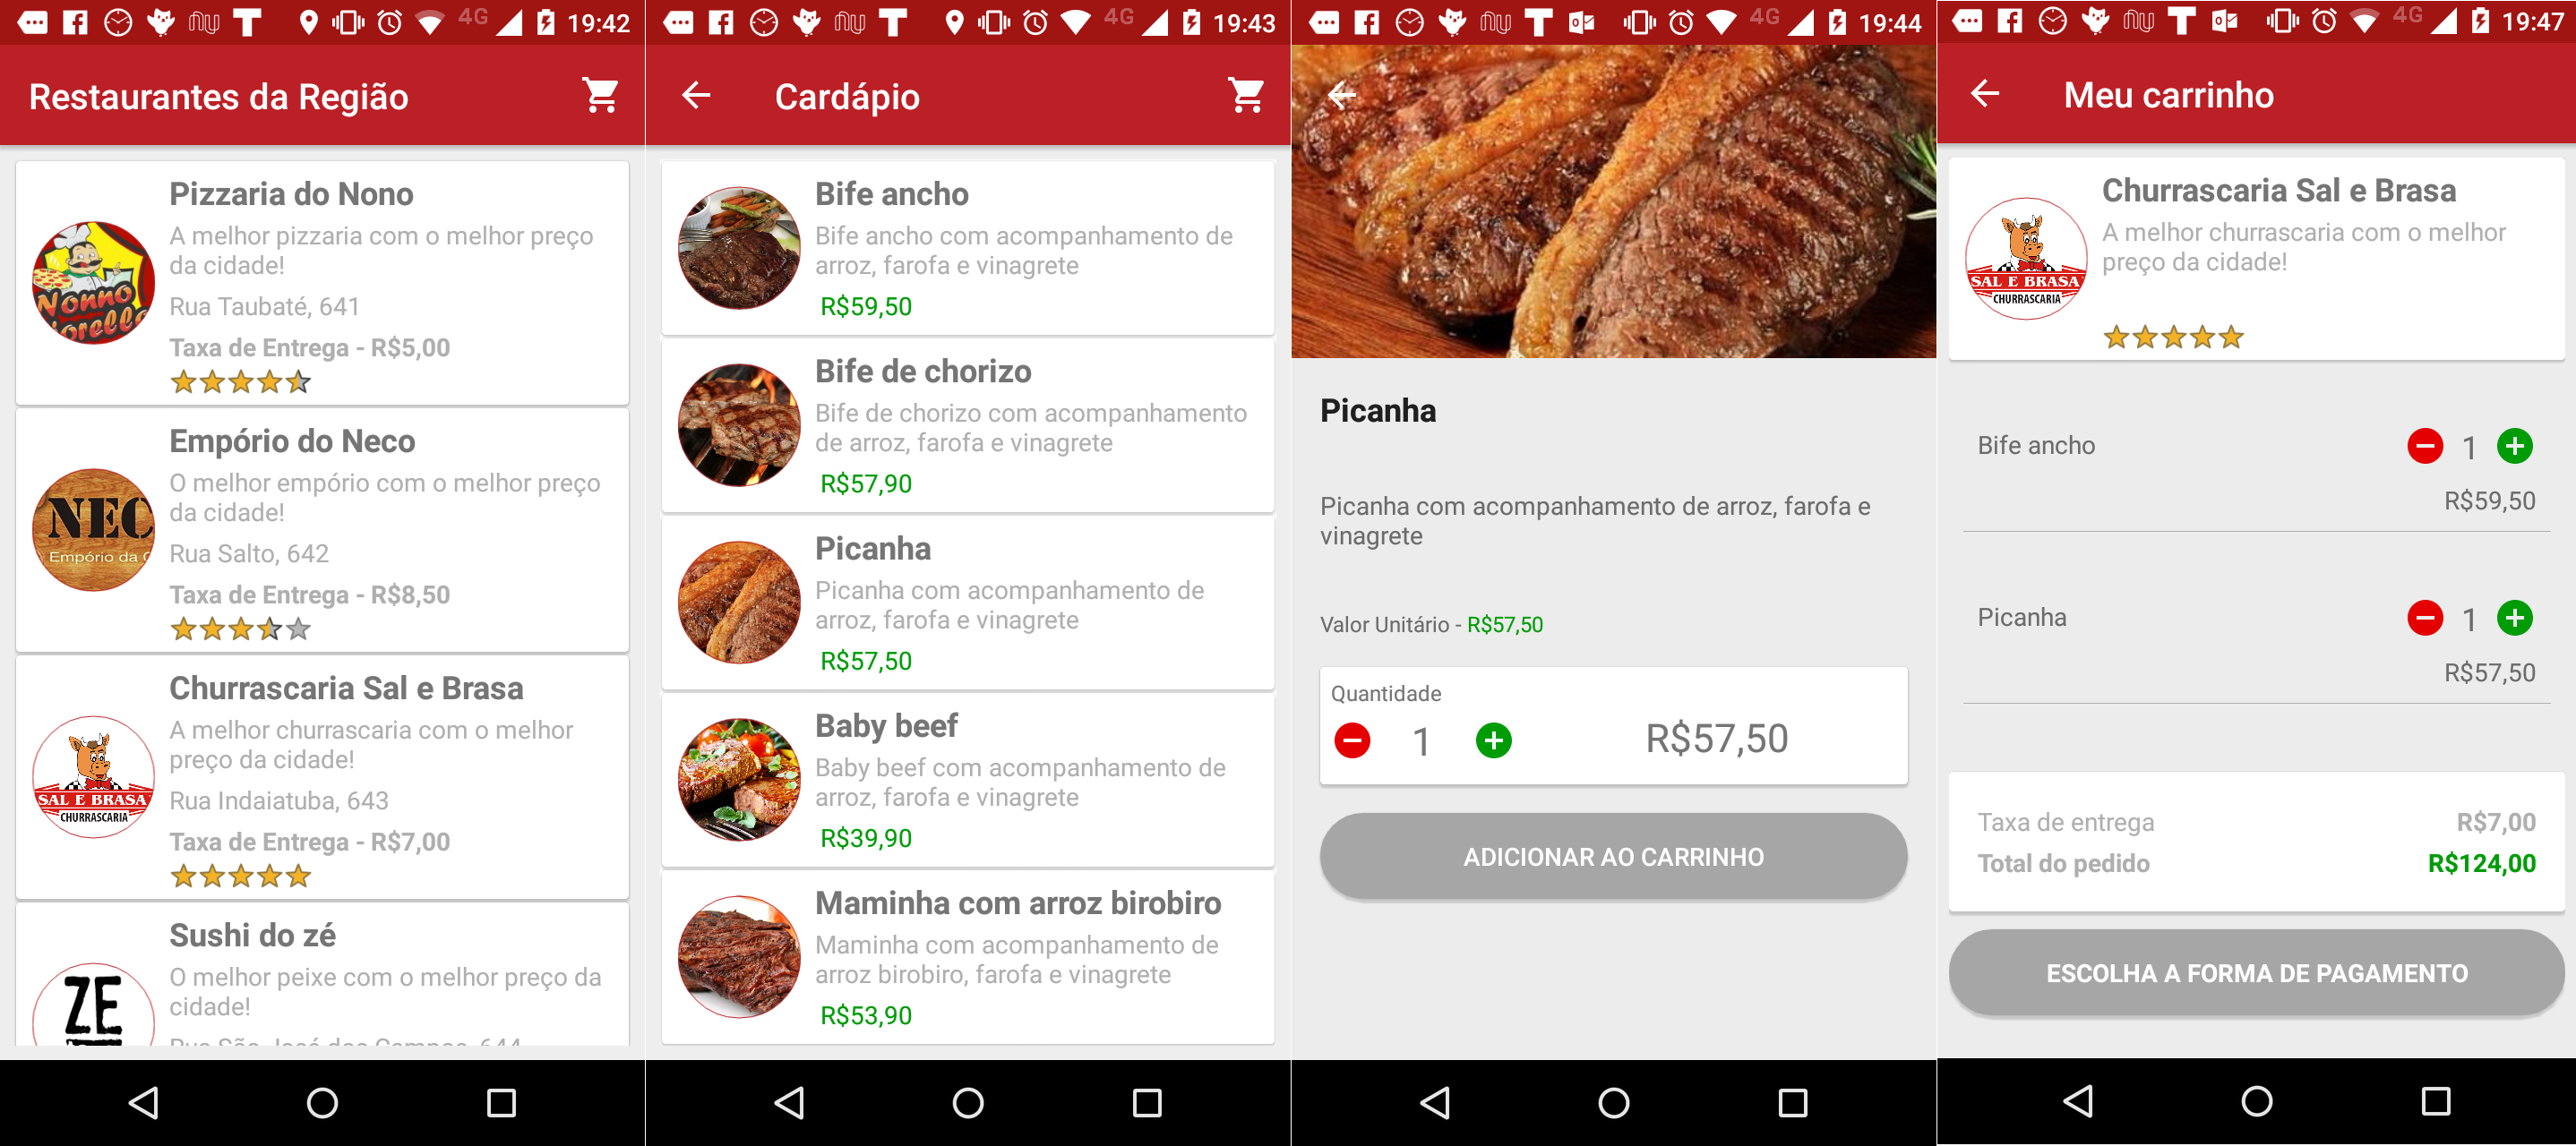 4G 19:42
Restaurantes da Região
Pizzaria do Nono
A melhor pizzaria com o melhor preço
da cidade!
Rua Taubaté, 641
Taxa de Entrega - R$5,00
Nonno
Empório do Neco
O melhor empório com o melhor preço
da cidade!
Rua Salto, 642
Taxa de Entrega - R$8,50
NEC
Empório da
Churrascaria Sal e Brasa
A melhor churrascaria com o melhor
preço da cidade!
Rua Indaiatuba, 643
Taxa de Entrega - R$7,00
SAL E BRASA
CHURRASCARIA
Sushi do zé
O melhor peixe com o melhor preço da
cidade!
Rua São José dos Campos, 644
ZE
4G 19:43
Cardápio
Bife ancho
Bife ancho com acompanhamento de
arroz, farofa e vinagrete
R$59,50
Bife de chorizo
Bife de chorizo com acompanhamento
de arroz, farofa e vinagrete
R$57,90
Picanha
Picanha com acompanhamento de
arroz, farofa e vinagrete
R$57,50
Baby beef
Baby beef com acompanhamento de
arroz, farofa e vinagrete
R$39,90
Maminha com arroz birobiro
Maminha com acompanhamento de
arroz birobiro, farofa e vinagrete
R$53,90
4G 19:44
Picanha
Picanha com acompanhamento de arroz, farofa e
vinagrete
Valor Unitário - R$57,50
Quantidade
1 R$57,50
ADICIONAR AO CARRINHO
4G 19:47
Meu carrinho
Churrascaria Sal e Brasa
A melhor churrascaria com o melhor
preço da cidade!
SAL E BRASA
CHURRASCARIA
Bife ancho 1
R$59,50
Picanha 1
R$57,50
Taxa de entrega R$7,00
Total do pedido R$124,00
ESCOLHA A FORMA DE PAGAMENTO